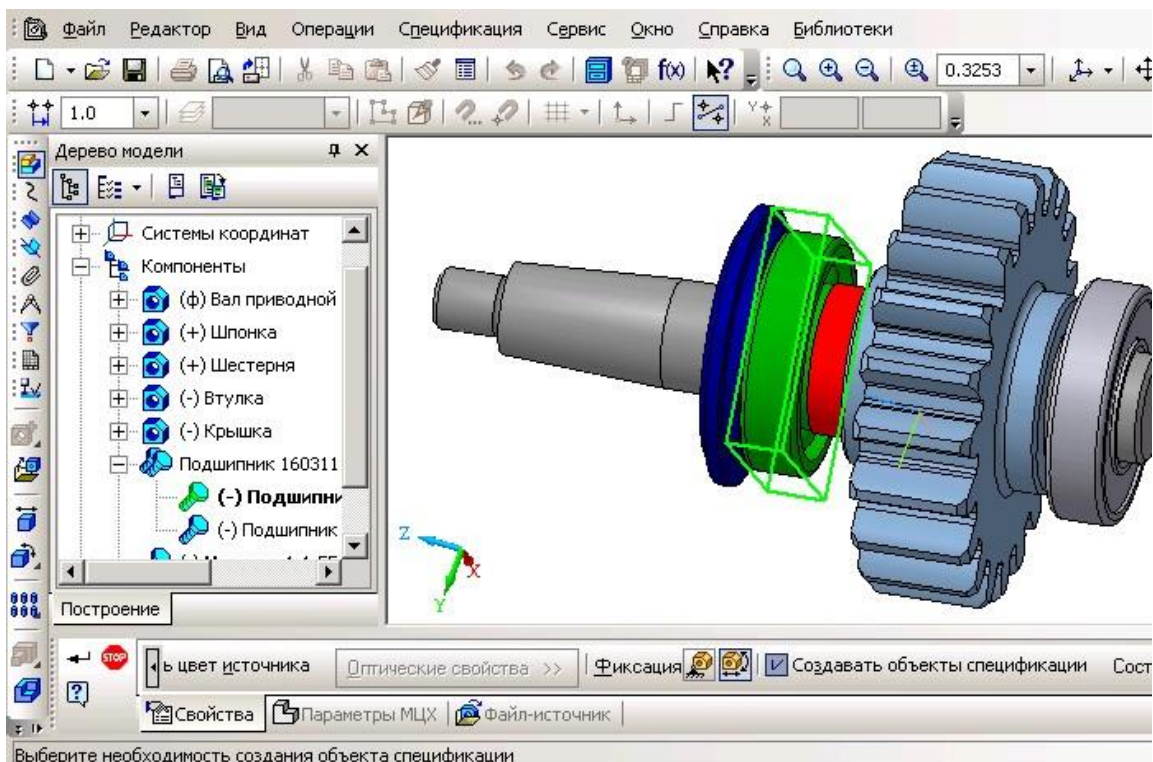 Файл Редактор Вид Операции Спецификация Сервис Окно Справка Библиотеки
f(x) ? 0.3253
1.0 Y X
Дерево модели
Системы координат
Компоненты
(ф) Вал приводной
(+) Шпонка
(+) Шестерня
(-) Втулка
(-) Крышка
Подшипник 160311
(-) Подшипни
(-) Подшипник
Z
X
Y
Построение
STOP ь цвет источника Оптические свойства >> Фиксация Создавать объекты спецификации Сост
?
Свойства Параметры МЦХ Файл-источник
Выберите необходимость создания объекта спецификации